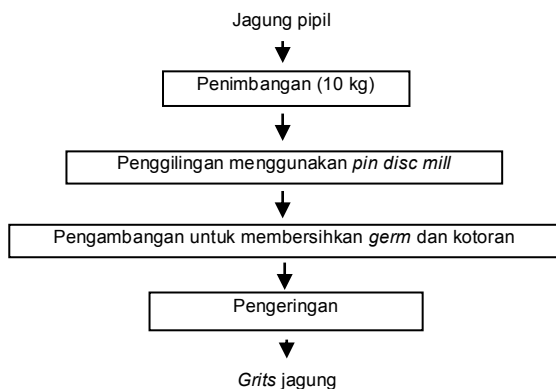 Jagung pipil
Penimbangan (10 kg)
Penggilingan menggunakan pin disc mill
Pengambangan untuk membersihkan germ dan kotoran
Pengeringan
Grits jagung